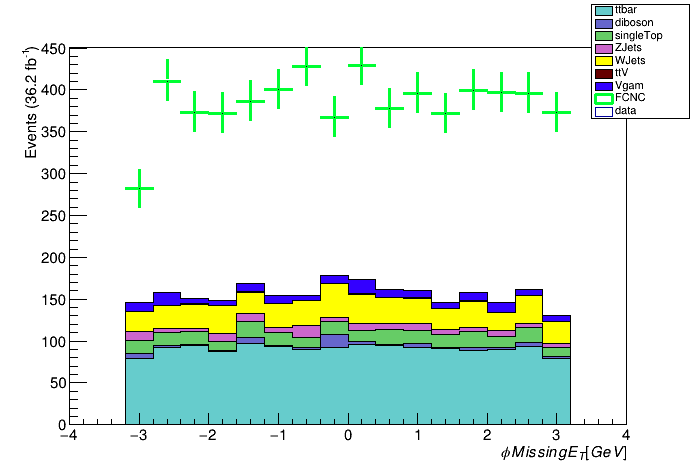 ttbar
diboson
singleTop
ZJets
WJets
ttV
Vgam
FCNC
data
Events (36.2 fb⁻¹)
450
400
350
300
250
200
150
100
50
0
−4 −3 −2 −1 0 1 2 3 4
ϕMissingE_T[GeV]